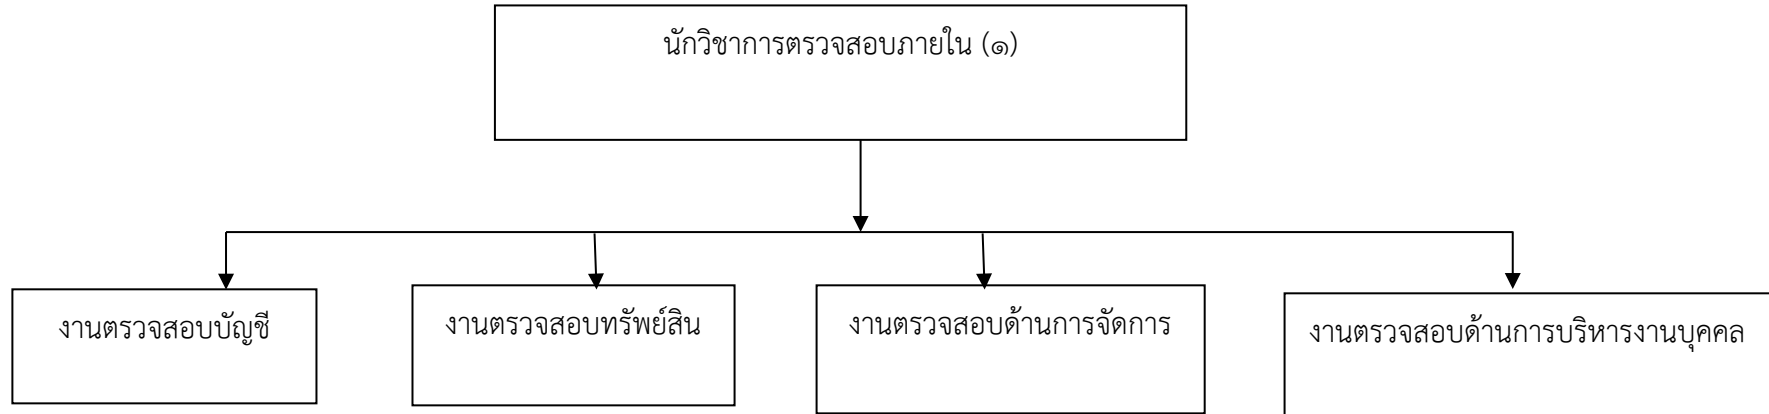 นักวิชาการตรวจสอบภายใน (๑)
งานตรวจสอบบัญชี
งานตรวจสอบทรัพย์สิน
งานตรวจสอบด้านการจัดการ
งานตรวจสอบด้านการบริหารงานบุคคล